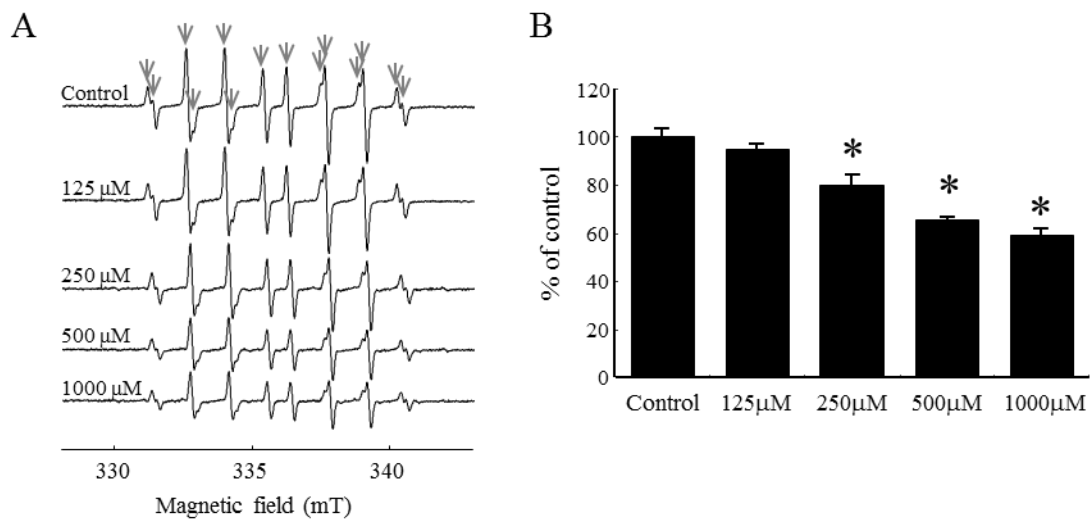 A
Control
125 µM
250 µM
500 µM
1000 µM
330 335 340
Magnetic field (mT)
B
% of control
120
100
80
60
40
20
0
*
*
*
Control 125µM 250µM 500µM 1000µM